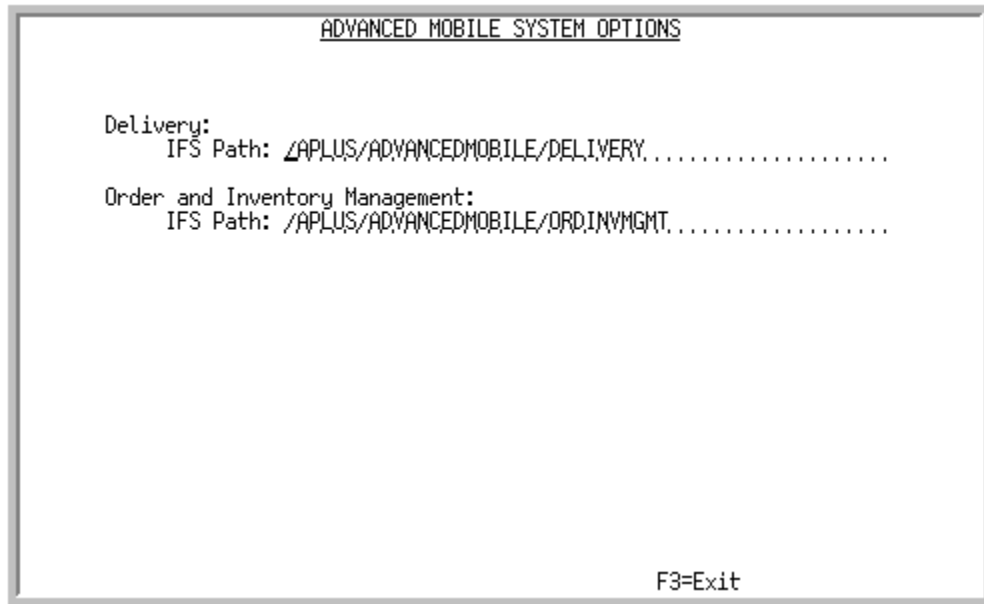 ADVANCED MOBILE SYSTEM OPTIONS
Delivery:
IFS Path: /APLUS/ADVANCEDMOBILE/DELIVERY....................
Order and Inventory Management:
IFS Path: /APLUS/ADVANCEDMOBILE/ORDINVMGMT..................
F3=Exit